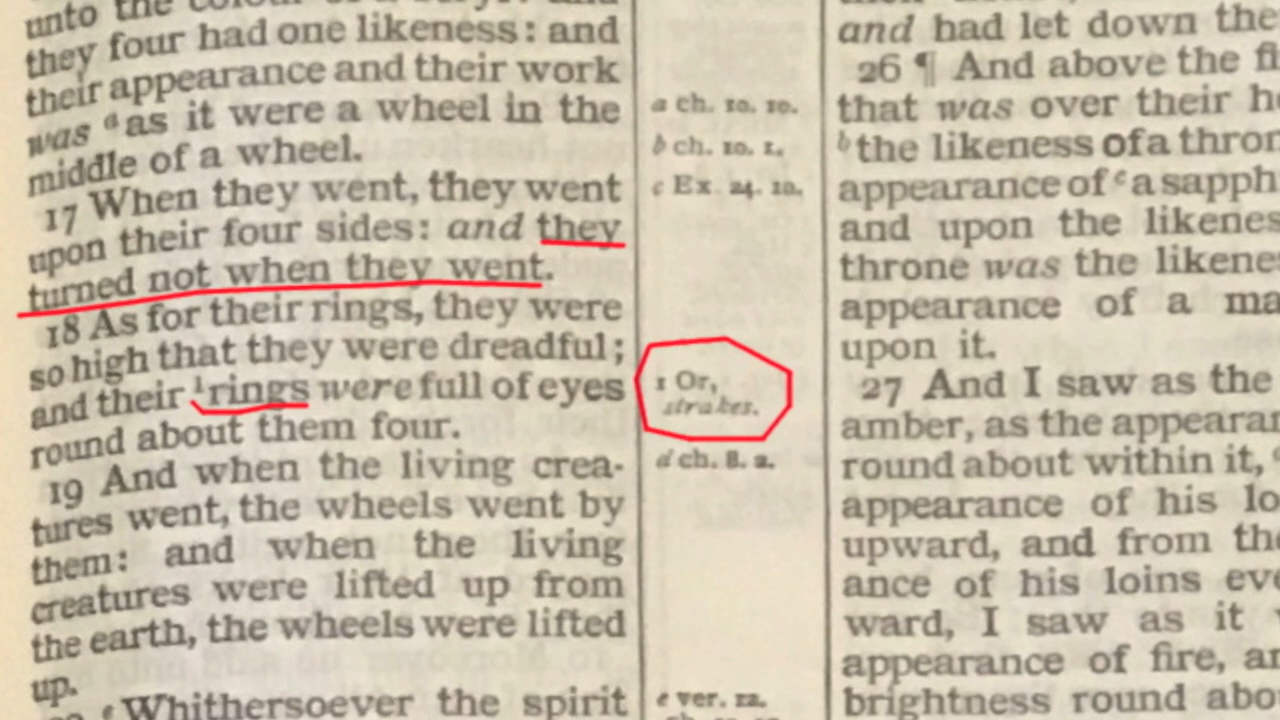 unto the colour of a beryl: and
they four had one likeness: and
their appearance and their work
was ᵃas it were a wheel in the
middle of a wheel.
17 When they went, they went
upon their four sides: and they
turned not when they went.
18 As for their rings, they were
so high that they were dreadful;
and their ¹rings were full of eyes
round about them four.
19 And when the living crea-
tures went, the wheels went by
them: and when the living
creatures were lifted up from
the earth, the wheels were lifted
up.
ᵉWhithersoever the spirit
a ch. 10. 10.
b ch. 10. 1.
c Ex. 24. 10.
1 Or,
strakes.
d ch. 8. 2.
e ver. 12.
and had let down the
26 ¶ And above the fi
that was over their he
ᵇthe likeness of a thron
appearance of ᶜa sapph
and upon the likenes
throne was the likene
appearance of a ma
upon it.
27 And I saw as the
amber, as the appearan
round about within it,
appearance of his lo
upward, and from the
ance of his loins eve
ward, I saw as it
appearance of fire, an
brightness round abo